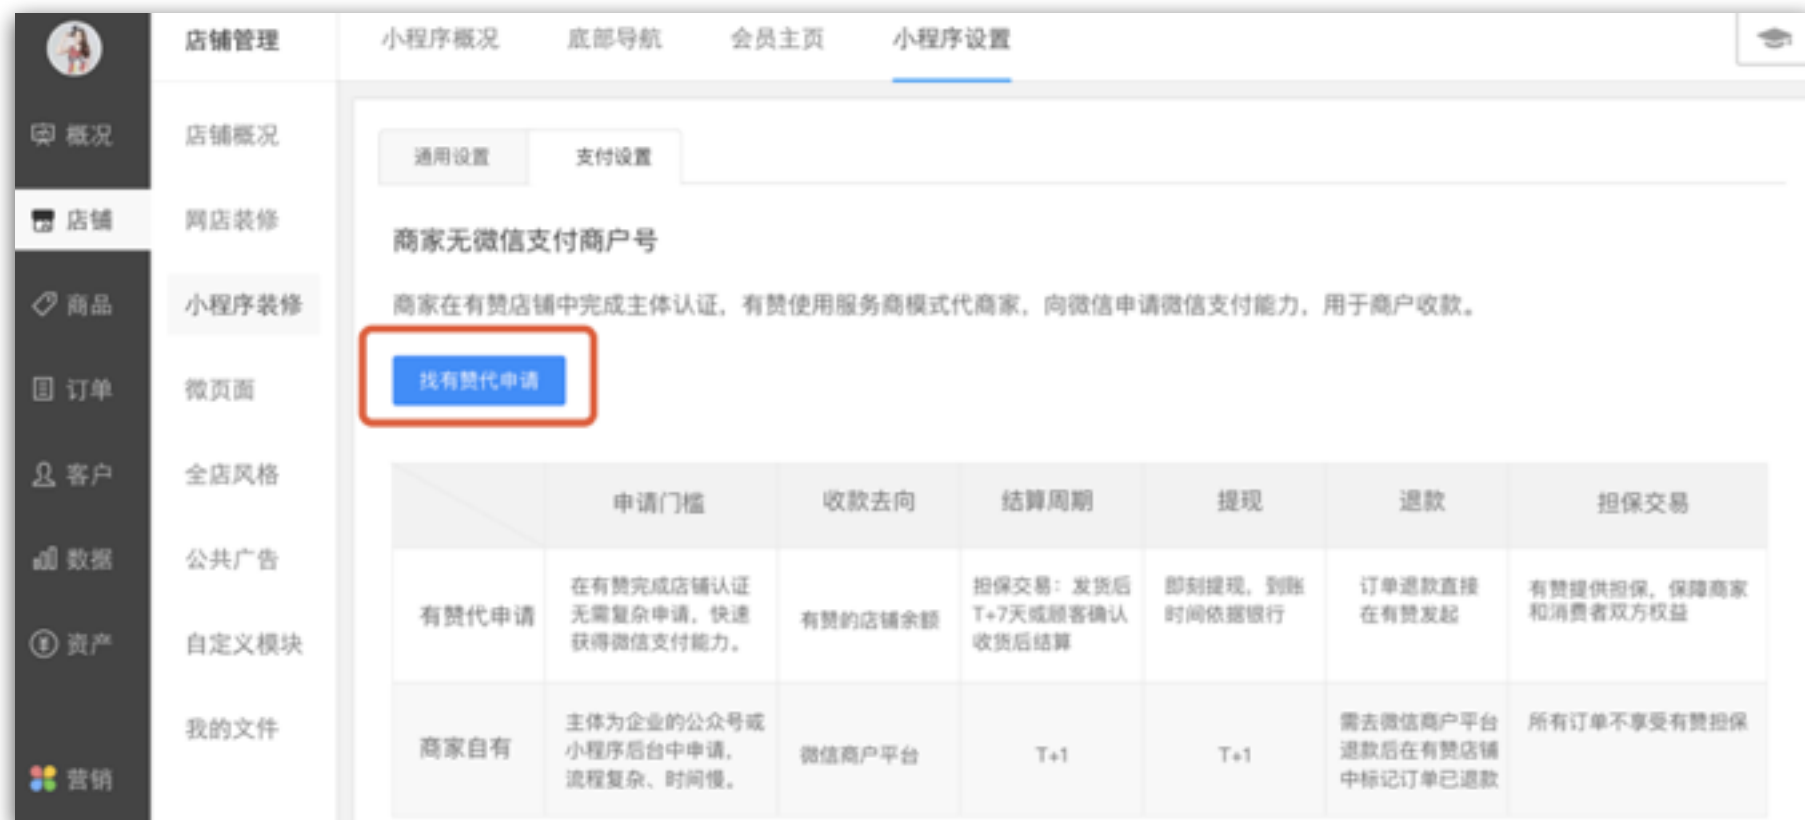 店铺管理
小程序概况
底部导航
会员主页
小程序设置
概况
店铺
商品
订单
客户
数据
资产
营销
店铺概况
网店装修
小程序装修
微页面
全店风格
公共广告
自定义模块
我的文件
通用设置
支付设置
商家无微信支付商户号
商家在有赞店铺中完成主体认证，有赞使用服务商模式代商家，向微信申请微信支付能力，用于商户收款。
找有赞代申请
申请门槛
收款去向
结算周期
提现
退款
担保交易
有赞代申请
在有赞完成店铺认证
无需复杂申请，快速
获得微信支付能力。
有赞的店铺余额
担保交易：发货后
T+7天或顾客确认
收货后结算
即刻提现，到账
时间依据银行
订单退款直接
在有赞发起
有赞提供担保，保障商家
和消费者双方权益
商家自有
主体为企业的公众号或
小程序后台中申请，
流程复杂、时间慢。
微信商户平台
T+1
T+1
需去微信商户平台
退款后在有赞店铺
中标记订单已退款
所有订单不享受有赞担保